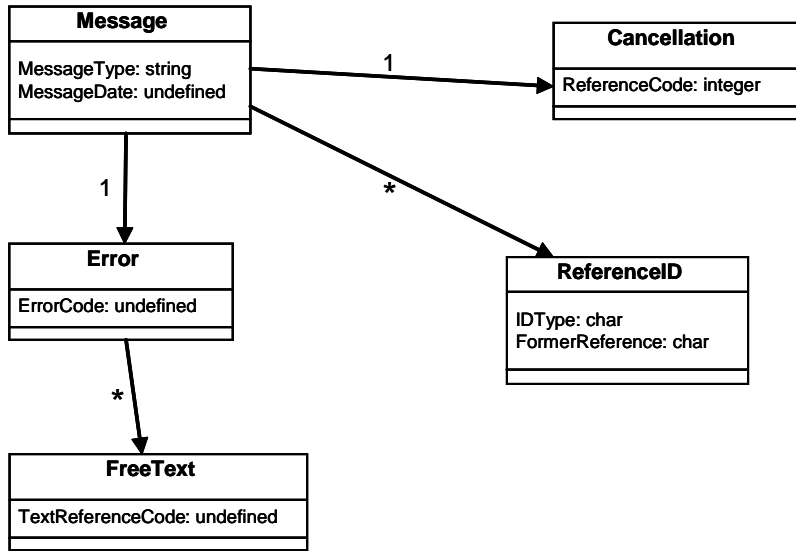 Message
MessageType: string
MessageDate: undefined
Cancellation
ReferenceCode: integer
1
*
1
Error
ErrorCode: undefined
ReferenceID
IDType: char
FormerReference: char
*
FreeText
TextReferenceCode: undefined